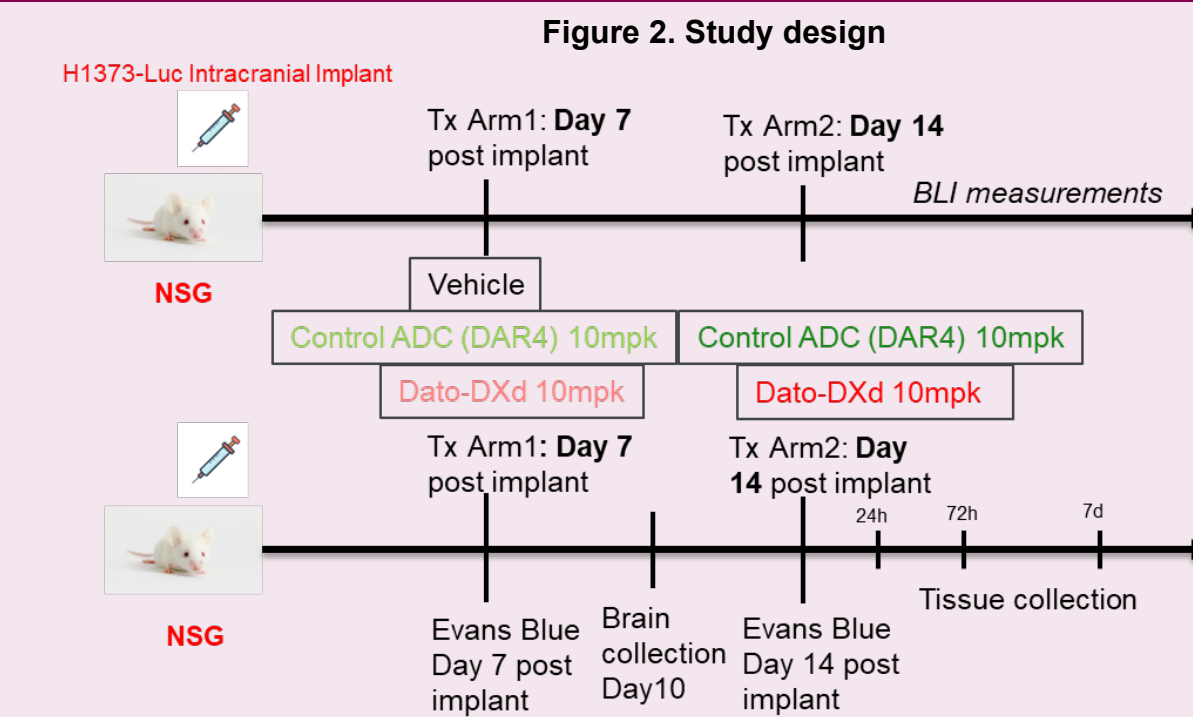 Figure 2. Study design
H1373-Luc Intracranial Implant
Tx Arm1: Day 7
post implant
Tx Arm2: Day 14
post implant
BLI measurements
NSG
Vehicle
Control ADC (DAR4) 10mpk
Control ADC (DAR4) 10mpk
Dato-DXd 10mpk
Dato-DXd 10mpk
Tx Arm1: Day 7
post implant
Tx Arm2: Day
14 post implant
24h
72h
7d
Tissue collection
NSG
Evans Blue
Day 7 post
implant
Brain
collection
Day10
Evans Blue
Day 14 post
implant